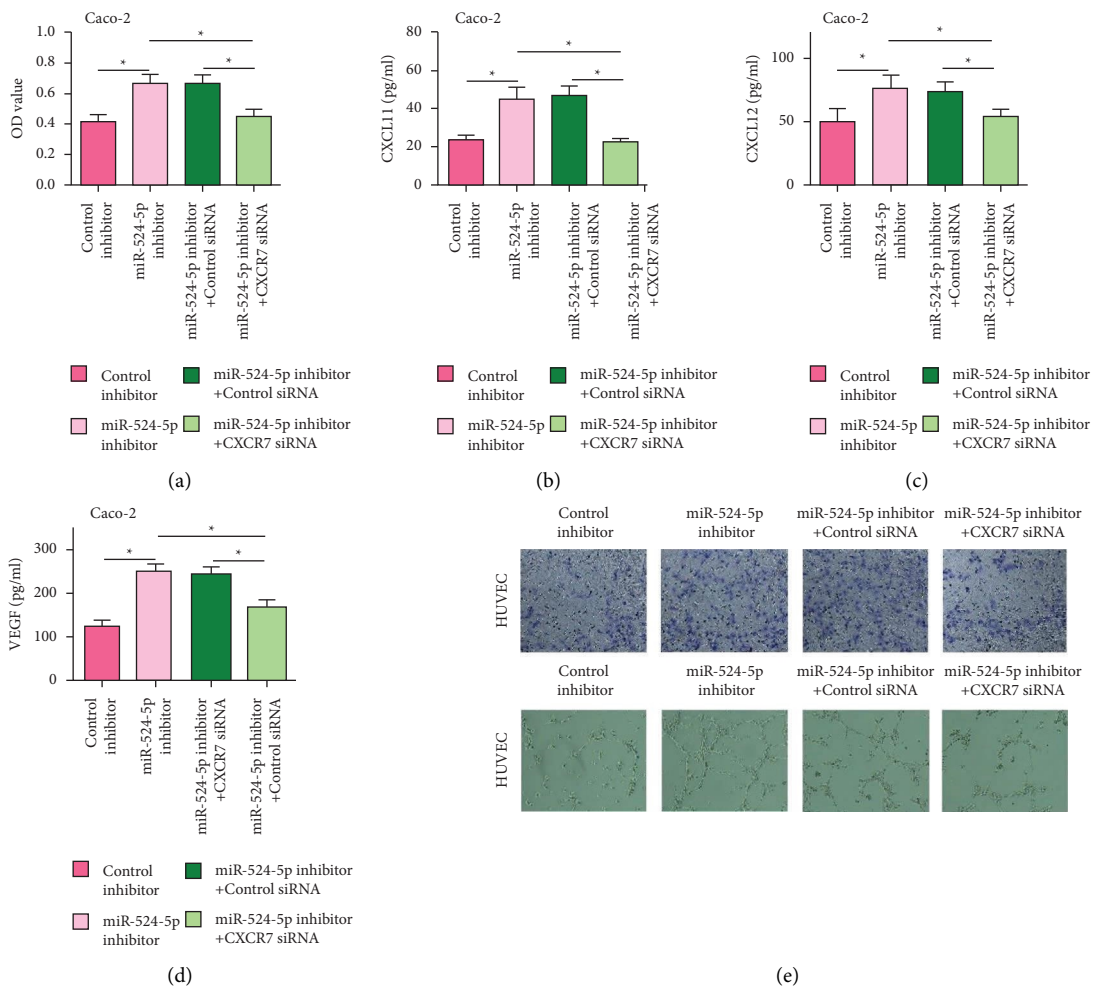 Caco-2
*
*
*
1.0
0.8
0.6
0.4
0.2
0.0
OD value
Control
inhibitor
miR-524-5p
inhibitor
miR-524-5p inhibitor
+Control siRNA
miR-524-5p inhibitor
+CXCR7 siRNA
Control
inhibitor
miR-524-5p inhibitor
+Control siRNA
miR-524-5p
inhibitor
miR-524-5p inhibitor
+CXCR7 siRNA
(a)
Caco-2
*
*
*
80
60
40
20
0
CXCL11 (pg/ml)
Control
inhibitor
miR-524-5p
inhibitor
miR-524-5p inhibitor
+Control siRNA
miR-524-5p inhibitor
+CXCR7 siRNA
Control
inhibitor
miR-524-5p inhibitor
+Control siRNA
miR-524-5p
inhibitor
miR-524-5p inhibitor
+CXCR7 siRNA
(b)
Caco-2
*
*
*
100
50
0
CXCL12 (pg/ml)
Control
inhibitor
miR-524-5p
inhibitor
miR-524-5p inhibitor
+Control siRNA
miR-524-5p inhibitor
+CXCR7 siRNA
Control
inhibitor
miR-524-5p inhibitor
+Control siRNA
miR-524-5p
inhibitor
miR-524-5p inhibitor
+CXCR7 siRNA
(c)
Caco-2
*
*
*
300
200
100
0
VEGF (pg/ml)
Control
inhibitor
miR-524-5p
inhibitor
miR-524-5p inhibitor
+CXCR7 siRNA
miR-524-5p inhibitor
+Control siRNA
Control
inhibitor
miR-524-5p inhibitor
+Control siRNA
miR-524-5p
inhibitor
miR-524-5p inhibitor
+CXCR7 siRNA
(d)
Control
inhibitor
miR-524-5p
inhibitor
miR-524-5p inhibitor
+Control siRNA
miR-524-5p inhibitor
+CXCR7 siRNA
HUVEC
Control
inhibitor
miR-524-5p
inhibitor
miR-524-5p inhibitor
+Control siRNA
miR-524-5p inhibitor
+CXCR7 siRNA
HUVEC
(e)